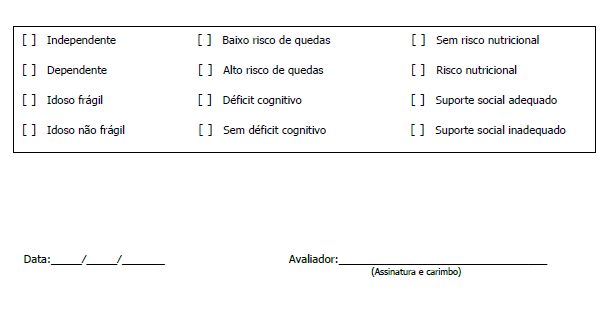 [ ] Independente [ ] Baixo risco de quedas [ ] Sem risco nutricional
[ ] Dependente [ ] Alto risco de quedas [ ] Risco nutricional
[ ] Idoso frágil [ ] Déficit cognitivo [ ] Suporte social adequado
[ ] Idoso não frágil [ ] Sem déficit cognitivo [ ] Suporte social inadequado
Data:_____/_____/_______ Avaliador:__________________________________
(Assinatura e carimbo)